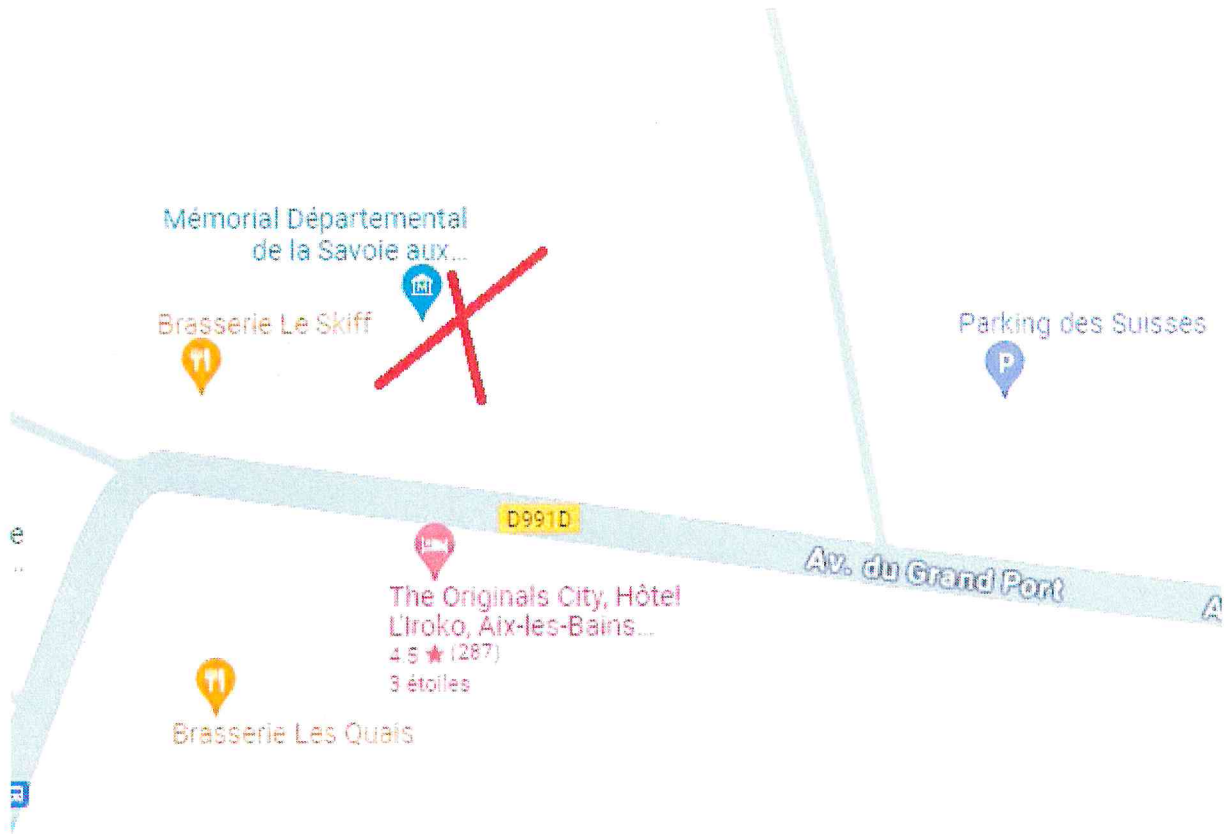 Mémorial Départemental
de la Savoie aux...
Brasserie Le Skiff
Parking des Suisses
P
D991D
Av. du Grand Port
A
e
..
The Originals City, Hôtel
L'Iroko, Aix-les-Bains...
4.5 ★ (287)
3 étoiles
Brasserie Les Quais